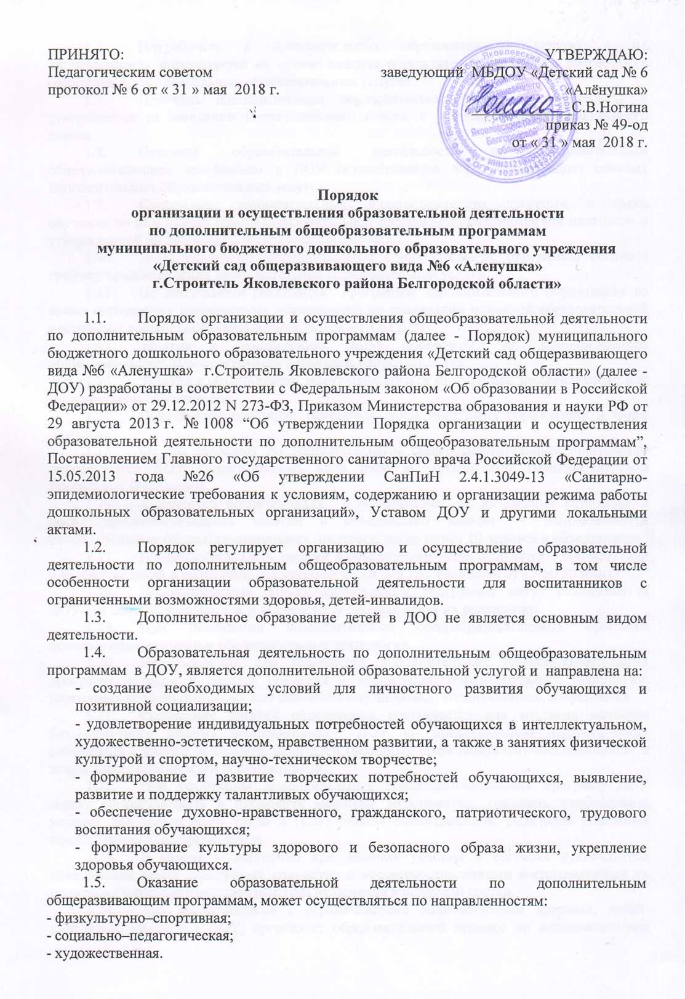 ПРИНЯТО:
Педагогическим советом
протокол № 6 от « 31 » мая 2018 г.
УТВЕРЖДАЮ:
заведующий МБДОУ «Детский сад № 6
«Алёнушка»
С.В.Ногина
приказ № 49-од
от « 31 » мая 2018 г.
Порядок
организации и осуществления образовательной деятельности
по дополнительным общеобразовательным программам
муниципального бюджетного дошкольного образовательного учреждения
«Детский сад общеразвивающего вида №6 «Аленушка»
г.Строитель Яковлевского района Белгородской области»
1.1. Порядок организации и осуществления общеобразовательной деятельности
по дополнительным образовательным программам (далее - Порядок) муниципального
бюджетного дошкольного образовательного учреждения «Детский сад общеразвивающего
вида №6 «Аленушка» г.Строитель Яковлевского района Белгородской области» (далее -
ДОУ) разработаны в соответствии с Федеральным законом «Об образовании в Российской
Федерации» от 29.12.2012 N 273-ФЗ, Приказом Министерства образования и науки РФ от
29 августа 2013 г. № 1008 “Об утверждении Порядка организации и осуществления
образовательной деятельности по дополнительным общеобразовательным программам”,
Постановлением Главного государственного санитарного врача Российской Федерации от
15.05.2013 года №26 «Об утверждении СанПиН 2.4.1.3049-13 «Санитарно-
эпидемиологические требования к условиям, содержанию и организации режима работы
дошкольных образовательных организаций», Уставом ДОУ и другими локальными
актами.
1.2. Порядок регулирует организацию и осуществление образовательной
деятельности по дополнительным общеобразовательным программам, в том числе
особенности организации образовательной деятельности для воспитанников с
ограниченными возможностями здоровья, детей-инвалидов.
1.3. Дополнительное образование детей в ДОО не является основным видом
деятельности.
1.4. Образовательная деятельность по дополнительным общеобразовательным
программам в ДОУ, является дополнительной образовательной услугой и направлена на:
- создание необходимых условий для личностного развития обучающихся и
позитивной социализации;
- удовлетворение индивидуальных потребностей обучающихся в интеллектуальном,
художественно-эстетическом, нравственном развитии, а также в занятиях физической
культурой и спортом, научно-техническом творчестве;
- формирование и развитие творческих потребностей обучающихся, выявление,
развитие и поддержку талантливых обучающихся;
- обеспечение духовно-нравственного, гражданского, патриотического, трудового
воспитания обучающихся;
- формирование культуры здорового и безопасного образа жизни, укрепление
здоровья обучающихся.
1.5. Оказание образовательной деятельности по дополнительным
общеразвивающим программам, может осуществляться по направленностям:
- физкультурно–спортивная;
- социально–педагогическая;
- художественная.